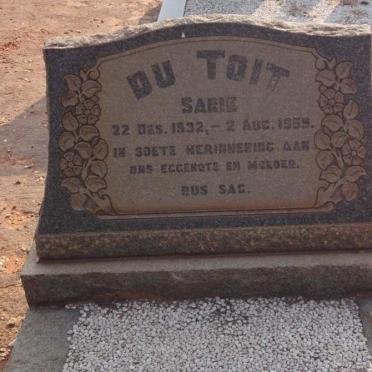 DU TOIT
SARIE
22 DES. 1932, – 2 AUG. 1969.
IN SOETE HERINNERING AAN
ONS EGGENOTE EN MOEDER.
RUS SAG.